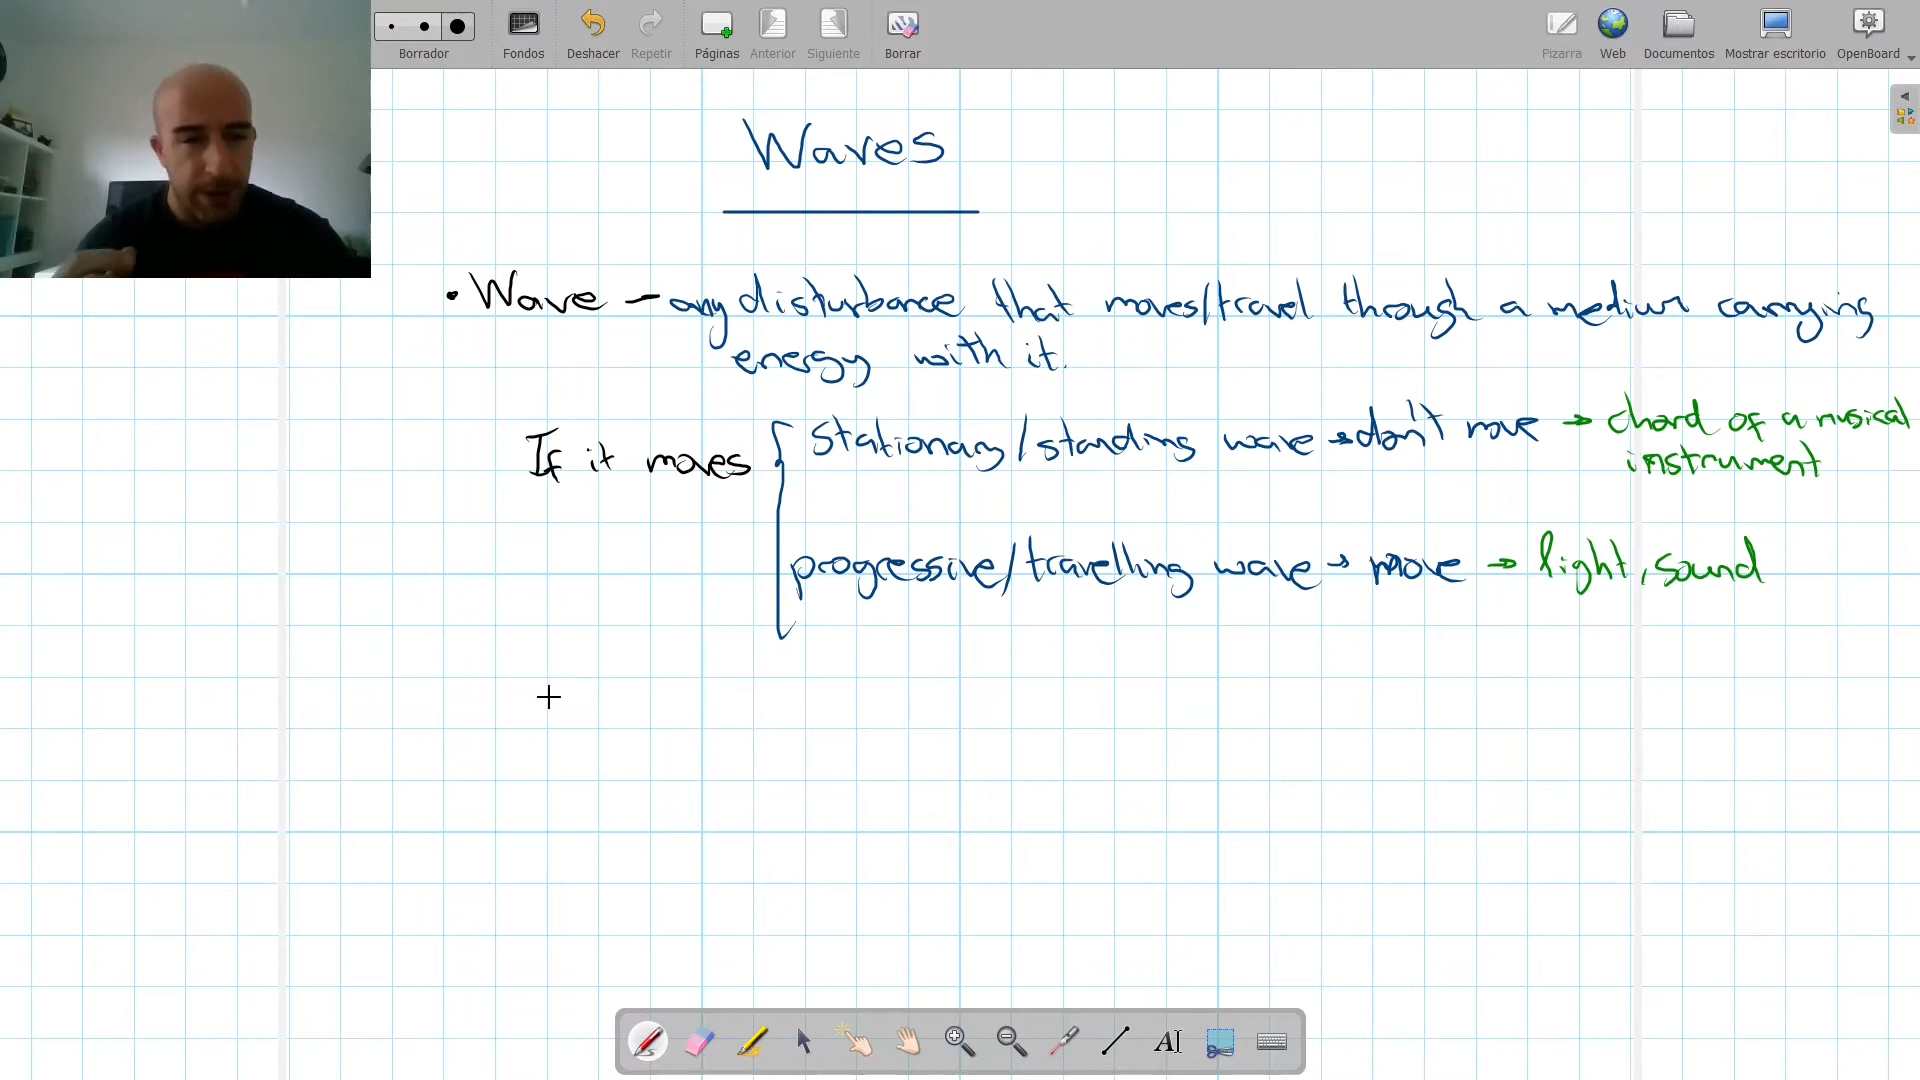 Borrador
Fondos
Deshacer
Repetir
Páginas
Anterior
Siguiente
Borrar
Pizarra
Web
Documentos
Mostrar escritorio
OpenBoard
Waves
• Wave – any disturbance that moves/travel through a medium carrying
energy with it.
If it moves
stationary/standing wave → don't move → chord of a musical
instrument
progressive/travelling wave → move → light, sound
A